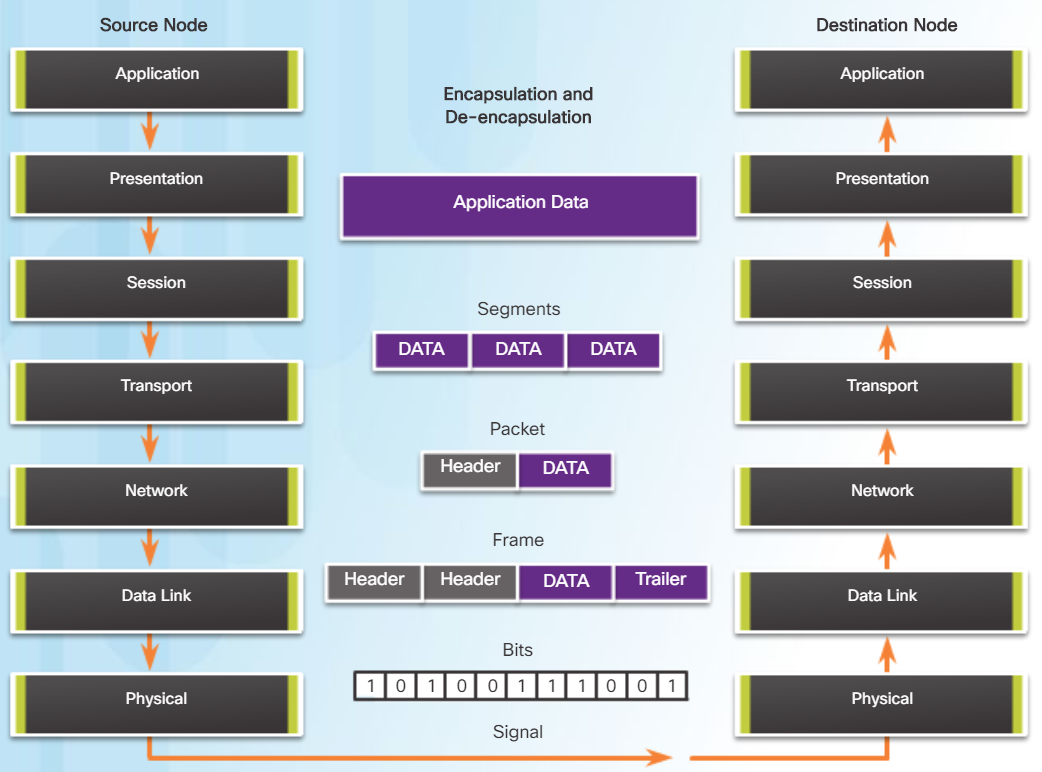 Source Node
Application
Presentation
Session
Transport
Network
Data Link
Physical
Encapsulation and
De-encapsulation
Application Data
Segments
DATA DATA DATA
Packet
Header DATA
Frame
Header Header DATA Trailer
Bits
1 0 1 0 0 1 1 1 0 0 1
Signal
Destination Node
Application
Presentation
Session
Transport
Network
Data Link
Physical